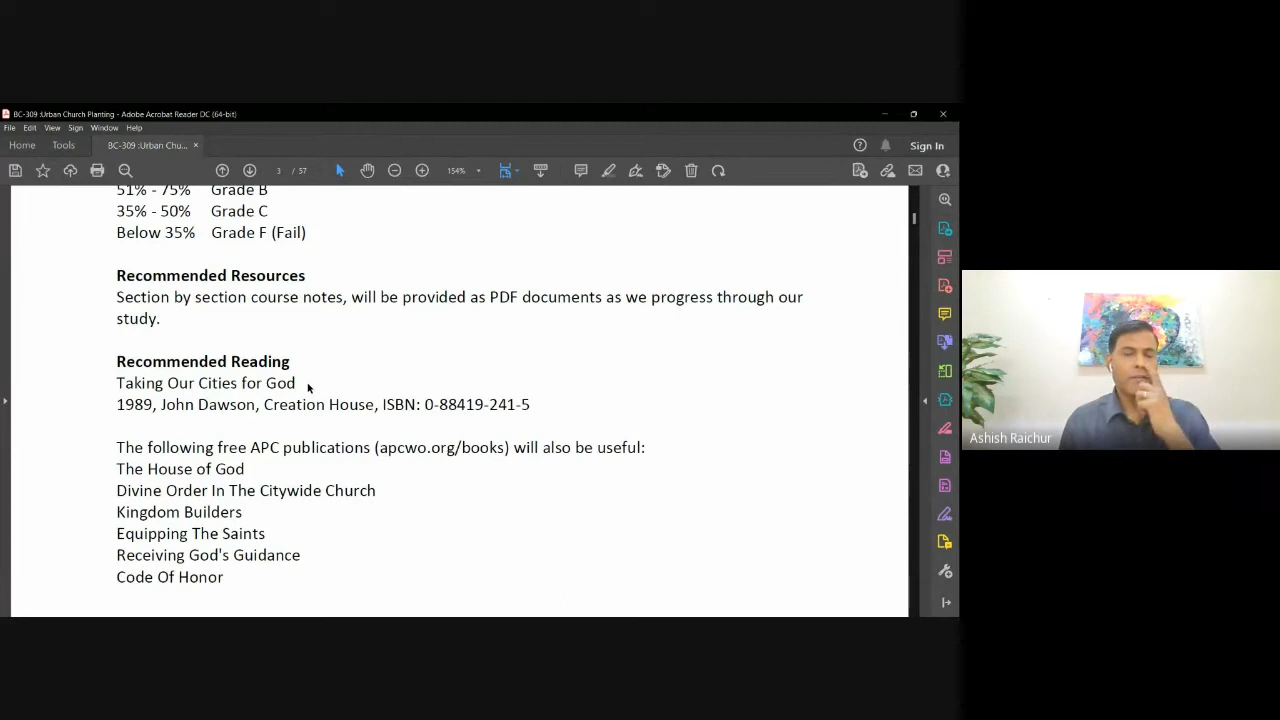 BC-309 :Urban Church Planting - Adobe Acrobat Reader DC (64-bit)
File Edit View Sign Window Help
Home Tools BC-309 :Urban Chu... × Sign In
3 / 57 154%
51% - 75% Grade B
35% - 50% Grade C
Below 35% Grade F (Fail)
Recommended Resources
Section by section course notes, will be provided as PDF documents as we progress through our
study.
Recommended Reading
Taking Our Cities for God
1989, John Dawson, Creation House, ISBN: 0-88419-241-5
The following free APC publications (apcwo.org/books) will also be useful:
The House of God
Divine Order In The Citywide Church
Kingdom Builders
Equipping The Saints
Receiving God's Guidance
Code Of Honor
Ashish Raichur